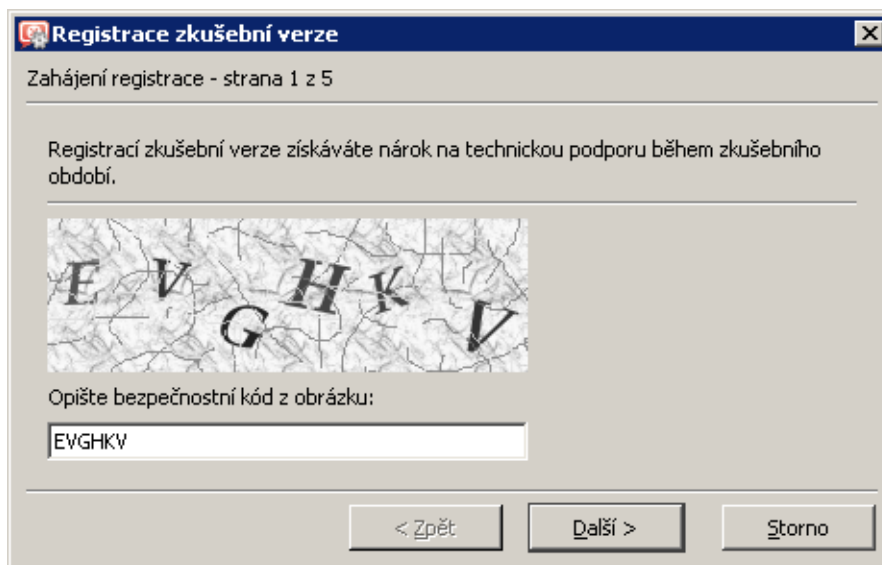 Registrace zkušební verze
Zahájení registrace - strana 1 z 5
Registrací zkušební verze získáváte nárok na technickou podporu během zkušebního
období.
E V G H K V
Opište bezpečnostní kód z obrázku:
EVGHKV
< Zpět Další > Storno